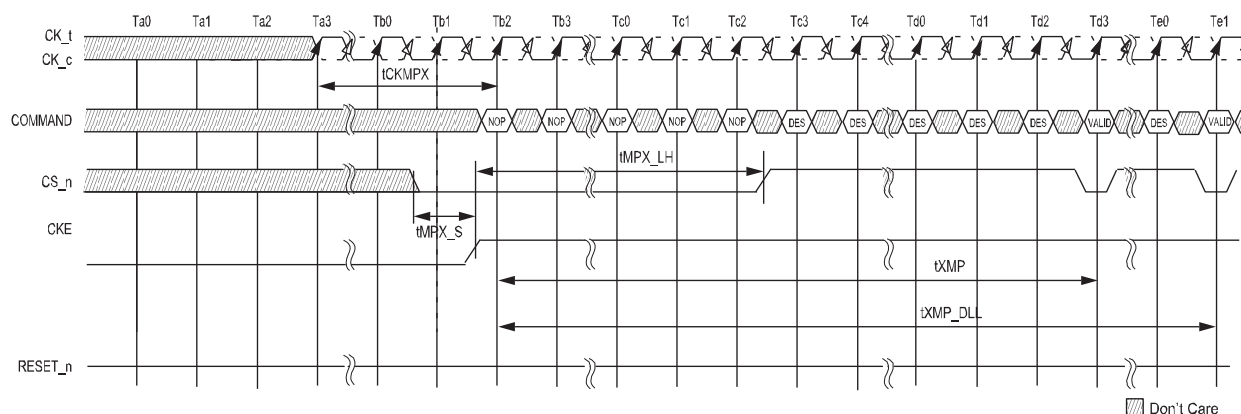 Ta0 Ta1 Ta2 Ta3 Tb0 Tb1 Tb2 Tb3 Tc0 Tc1 Tc2 Tc3 Tc4 Td0 Td1 Td2 Td3 Te0 Te1
CK_t
CK_c
tCKMPX
COMMAND NOP NOP NOP NOP NOP DES DES DES DES DES VALID DES VALID
tMPX_LH
CS_n
tMPX_S
CKE
tXMP
tXMP_DLL
RESET_n
Don't Care